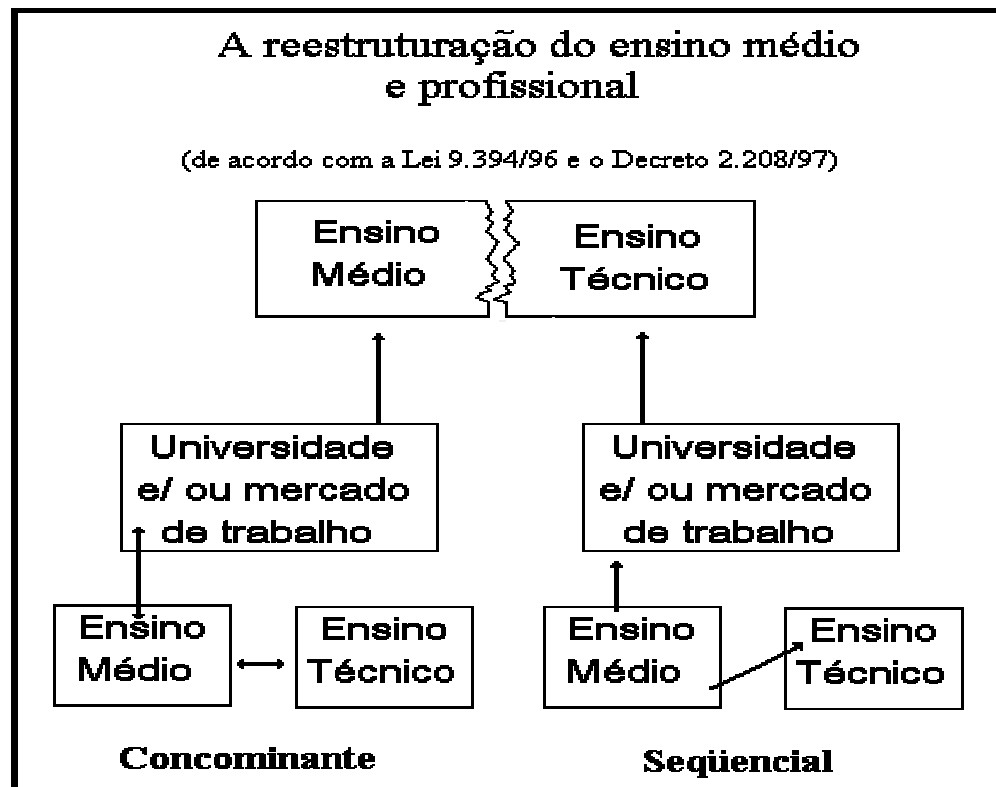 A reestruturação do ensino médio
e profissional
(de acordo com a Lei 9.394/96 e o Decreto 2.208/97)
Ensino
Médio
Ensino
Técnico
Universidade
e/ ou mercado
de trabalho
Universidade
e/ ou mercado
de trabalho
Ensino
Médio
Ensino
Técnico
Ensino
Médio
Ensino
Técnico
Concominante
Seqüencial